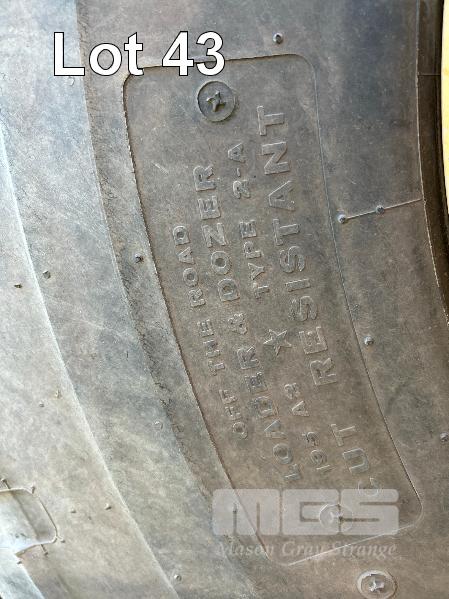 Lot 43
OFF THE ROAD
LOADER & DOZER
195 A2 ★ TYPE 2-A
CUT RESISTANT
MGS
Mason Gray Strange